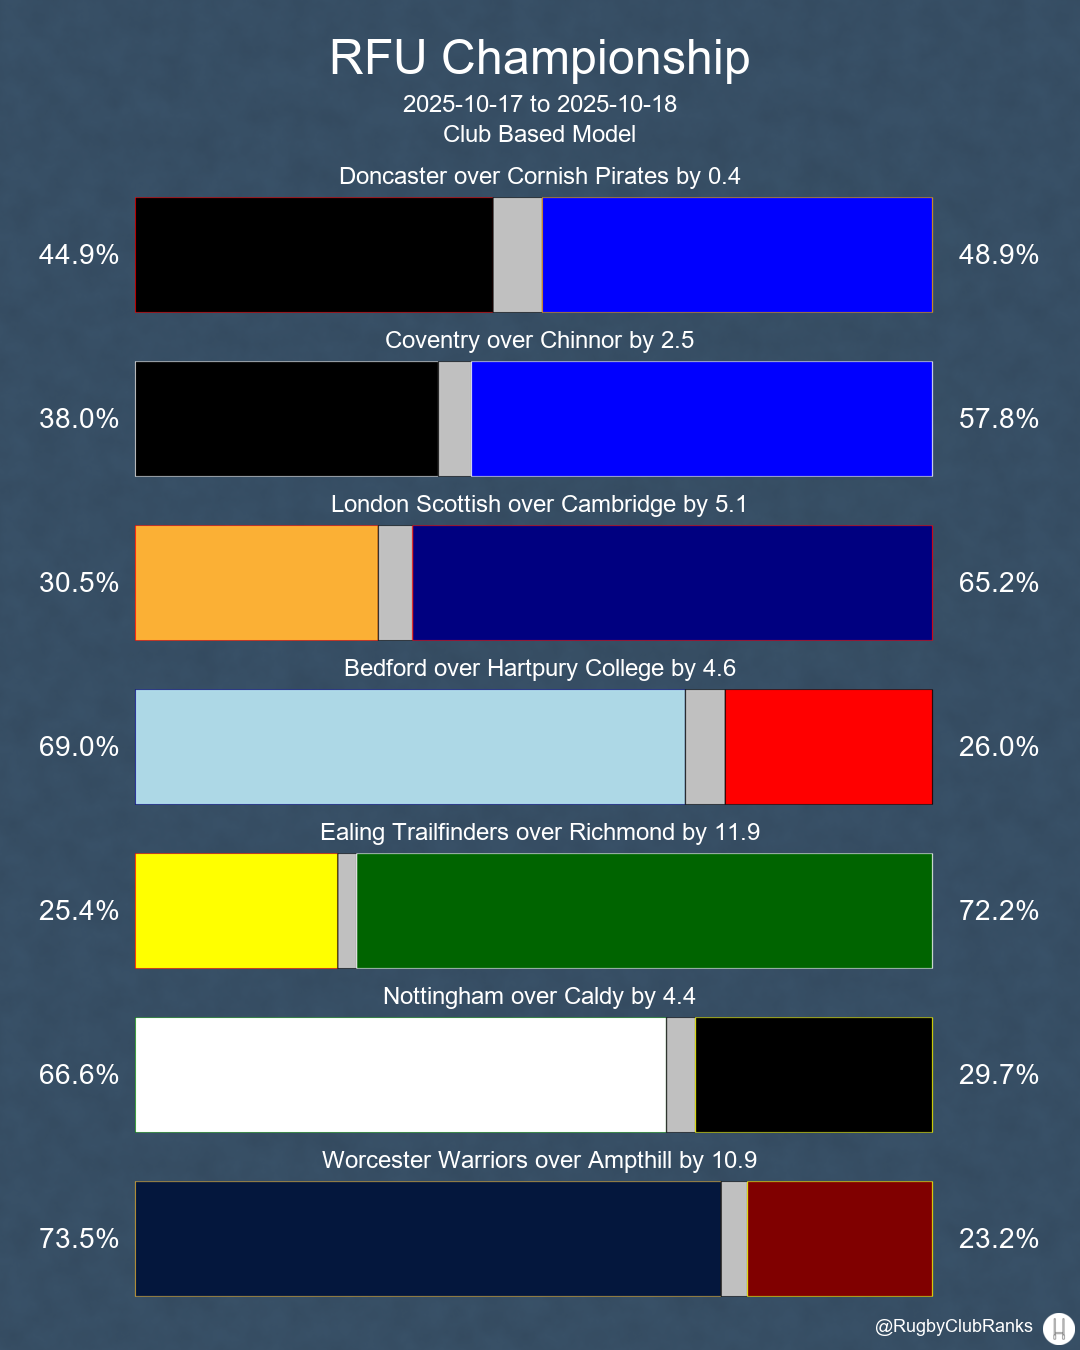 RFU Championship
2025-10-17 to 2025-10-18
Club Based Model
Doncaster over Cornish Pirates by 0.4
44.9% 48.9%
Coventry over Chinnor by 2.5
38.0% 57.8%
London Scottish over Cambridge by 5.1
30.5% 65.2%
Bedford over Hartpury College by 4.6
69.0% 26.0%
Ealing Trailfinders over Richmond by 11.9
25.4% 72.2%
Nottingham over Caldy by 4.4
66.6% 29.7%
Worcester Warriors over Ampthill by 10.9
73.5% 23.2%
@RugbyClubRanks